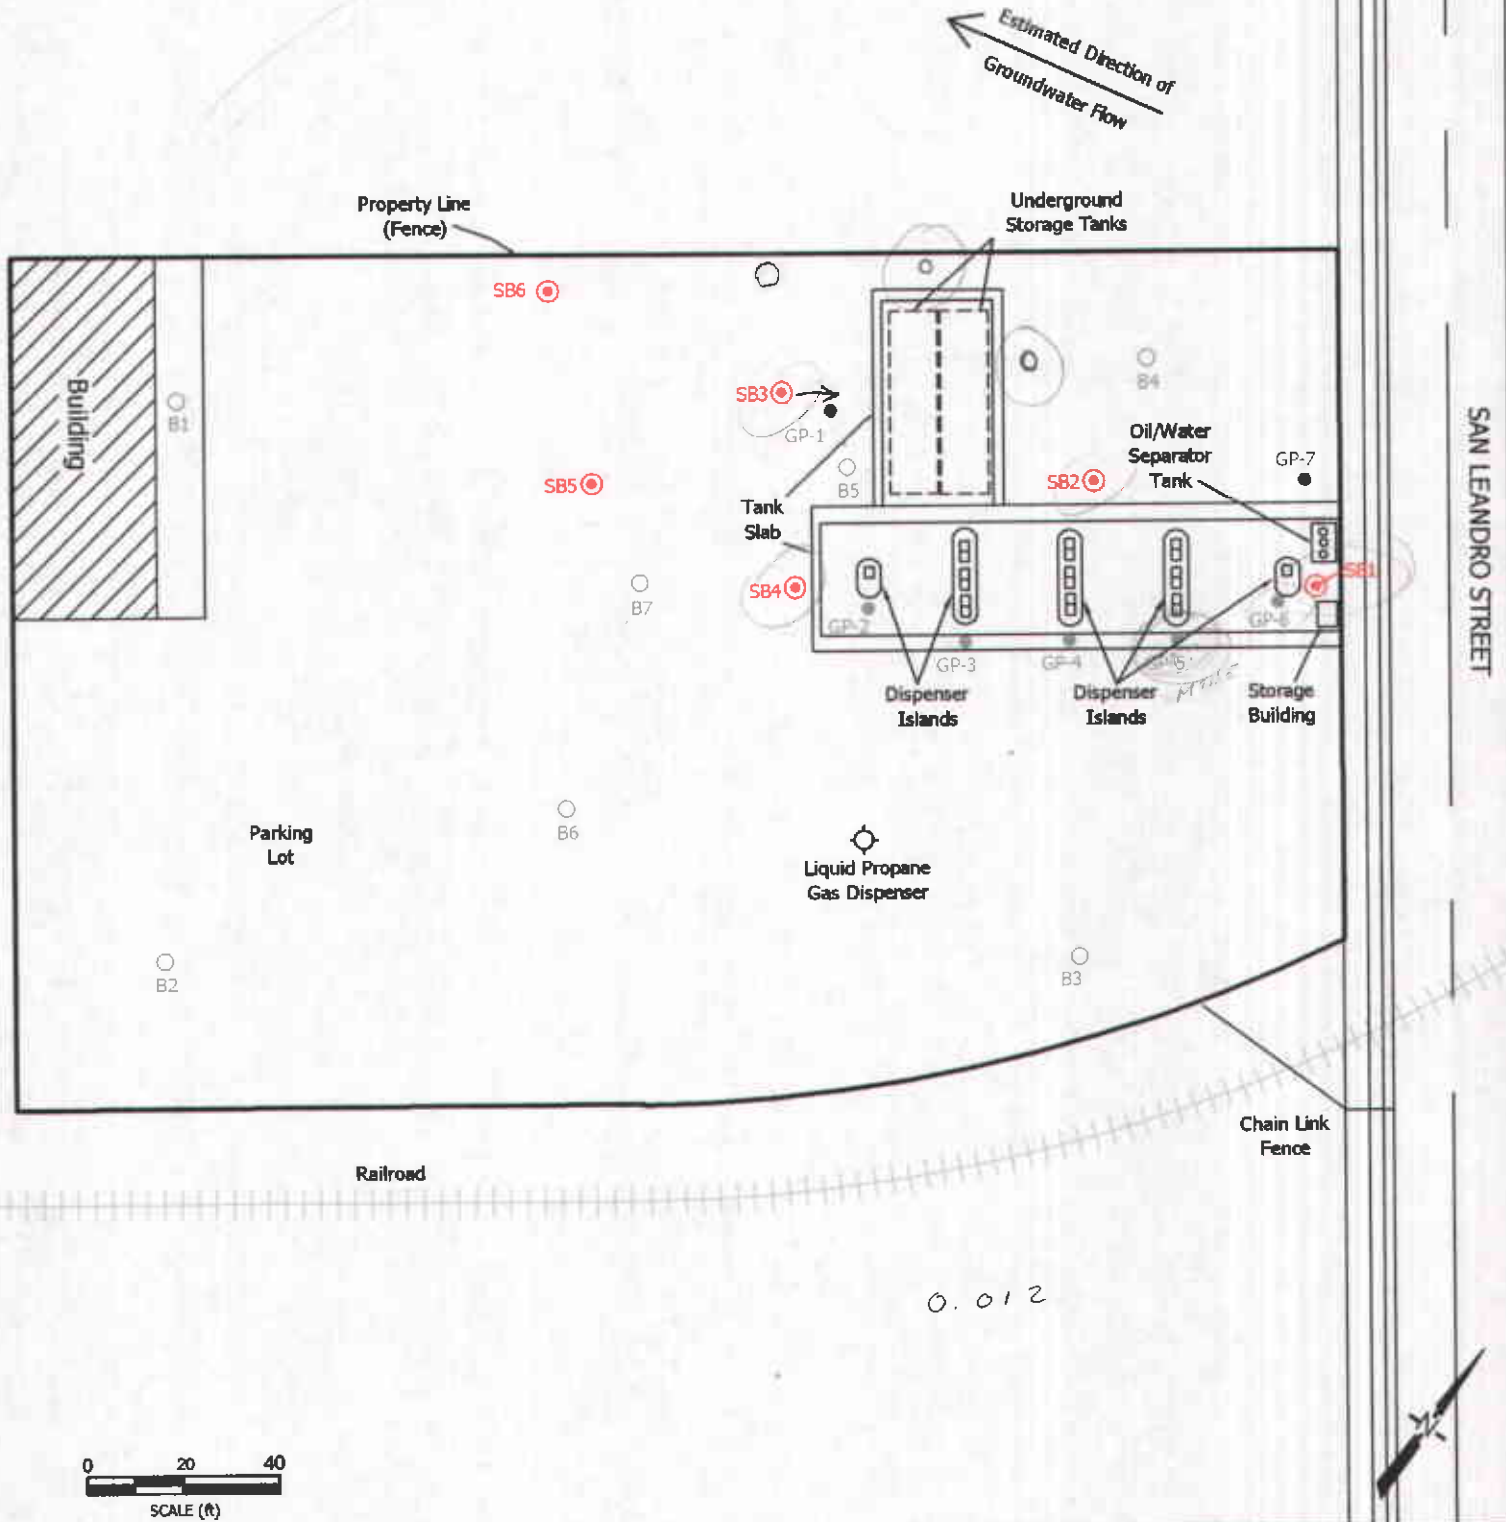 Estimated Direction of
Groundwater Flow
Property Line
(Fence)
Underground
Storage Tanks
SB6
Building
B1
SB3
GP-1
B4
Oil/Water
Separator
Tank
GP-7
SB5
B5
SB2
Tank
Slab
SB4
B7
SB1
GP-2
GP-3
GP-4
GP-6
Dispenser
Islands
Dispenser
Islands
Storage
Building
SAN LEANDRO STREET
Parking
Lot
B6
Liquid Propane
Gas Dispenser
B2
B3
Chain Link
Fence
Railroad
0.012
N
0 20 40
SCALE (ft)